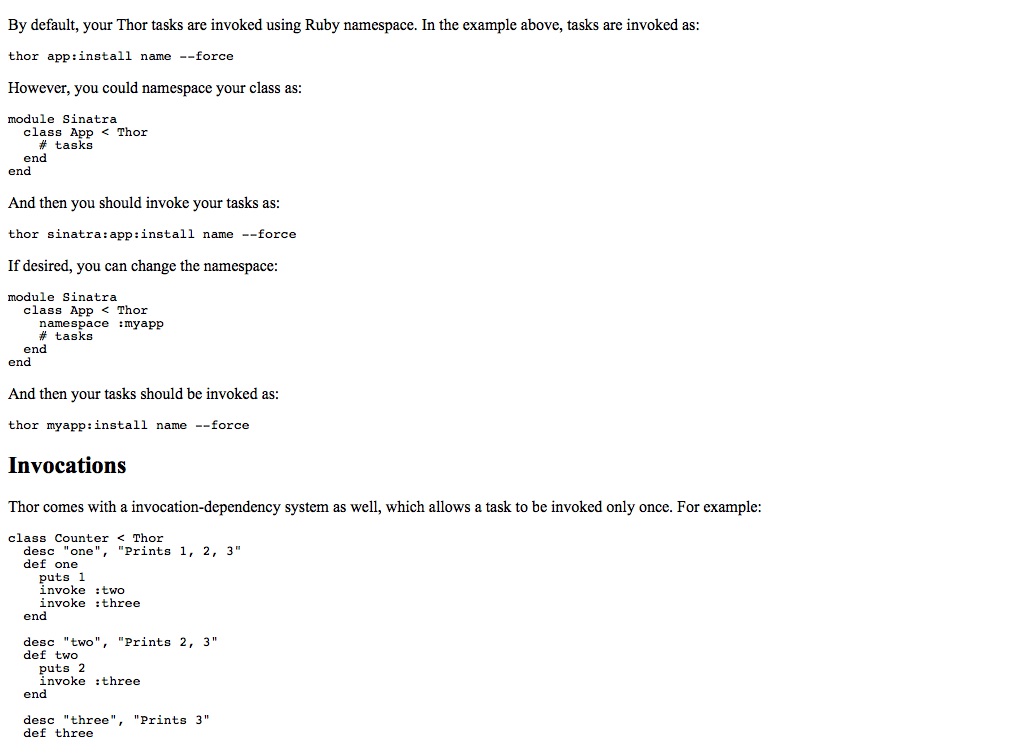 By default, your Thor tasks are invoked using Ruby namespace. In the example above, tasks are invoked as:
thor app:install name --force
However, you could namespace your class as:
module Sinatra
  class App < Thor
    # tasks
  end
end
And then you should invoke your tasks as:
thor sinatra:app:install name --force
If desired, you can change the namespace:
module Sinatra
  class App < Thor
    namespace :myapp
    # tasks
  end
end
And then your tasks should be invoked as:
thor myapp:install name --force
Invocations
Thor comes with a invocation-dependency system as well, which allows a task to be invoked only once. For example:
class Counter < Thor
  desc "one", "Prints 1, 2, 3"
  def one
    puts 1
    invoke :two
    invoke :three
  end
  desc "two", "Prints 2, 3"
  def two
    puts 2
    invoke :three
  end
  desc "three", "Prints 3"
  def three